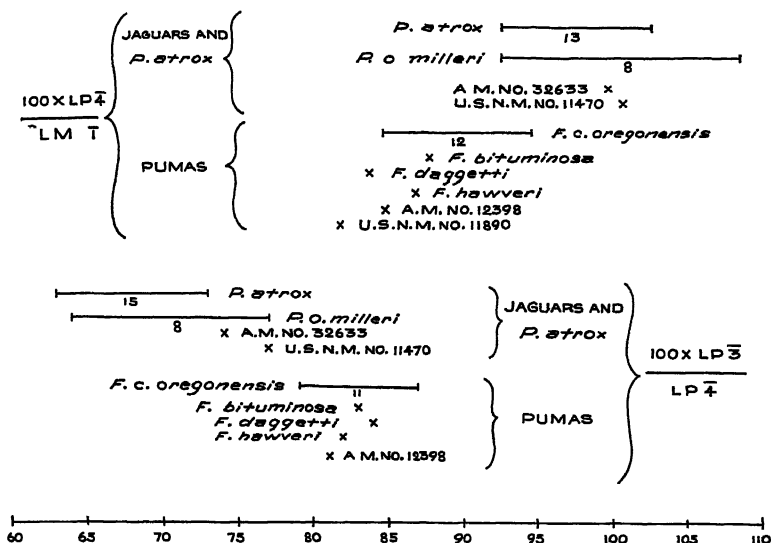 JAGUARS AND
P. atrox
100 X LP4̅
LM 1̅
PUMAS
P. atrox
13
P. o milleri
8
A M. NO. 32633 x
U.S.N.M. NO. 11470 x
F. c. oregonensis
12
x F. bituminosa
x F. daggetti
x F. hawveri
x A.M. NO. 12398
x U.S.N.M. NO. 11890
P. atrox
15
P. o. milleri
8
x A.M. NO. 32633
x U.S.N.M. NO. 11470
JAGUARS AND
P. atrox
100 X LP3̅
LP4̅
F. c. oregonensis
11
F. bituminosa x
F. daggetti x
F. hawveri x
x A M. NO. 12398
PUMAS
60 65 70 75 80 85 90 95 100 105 110